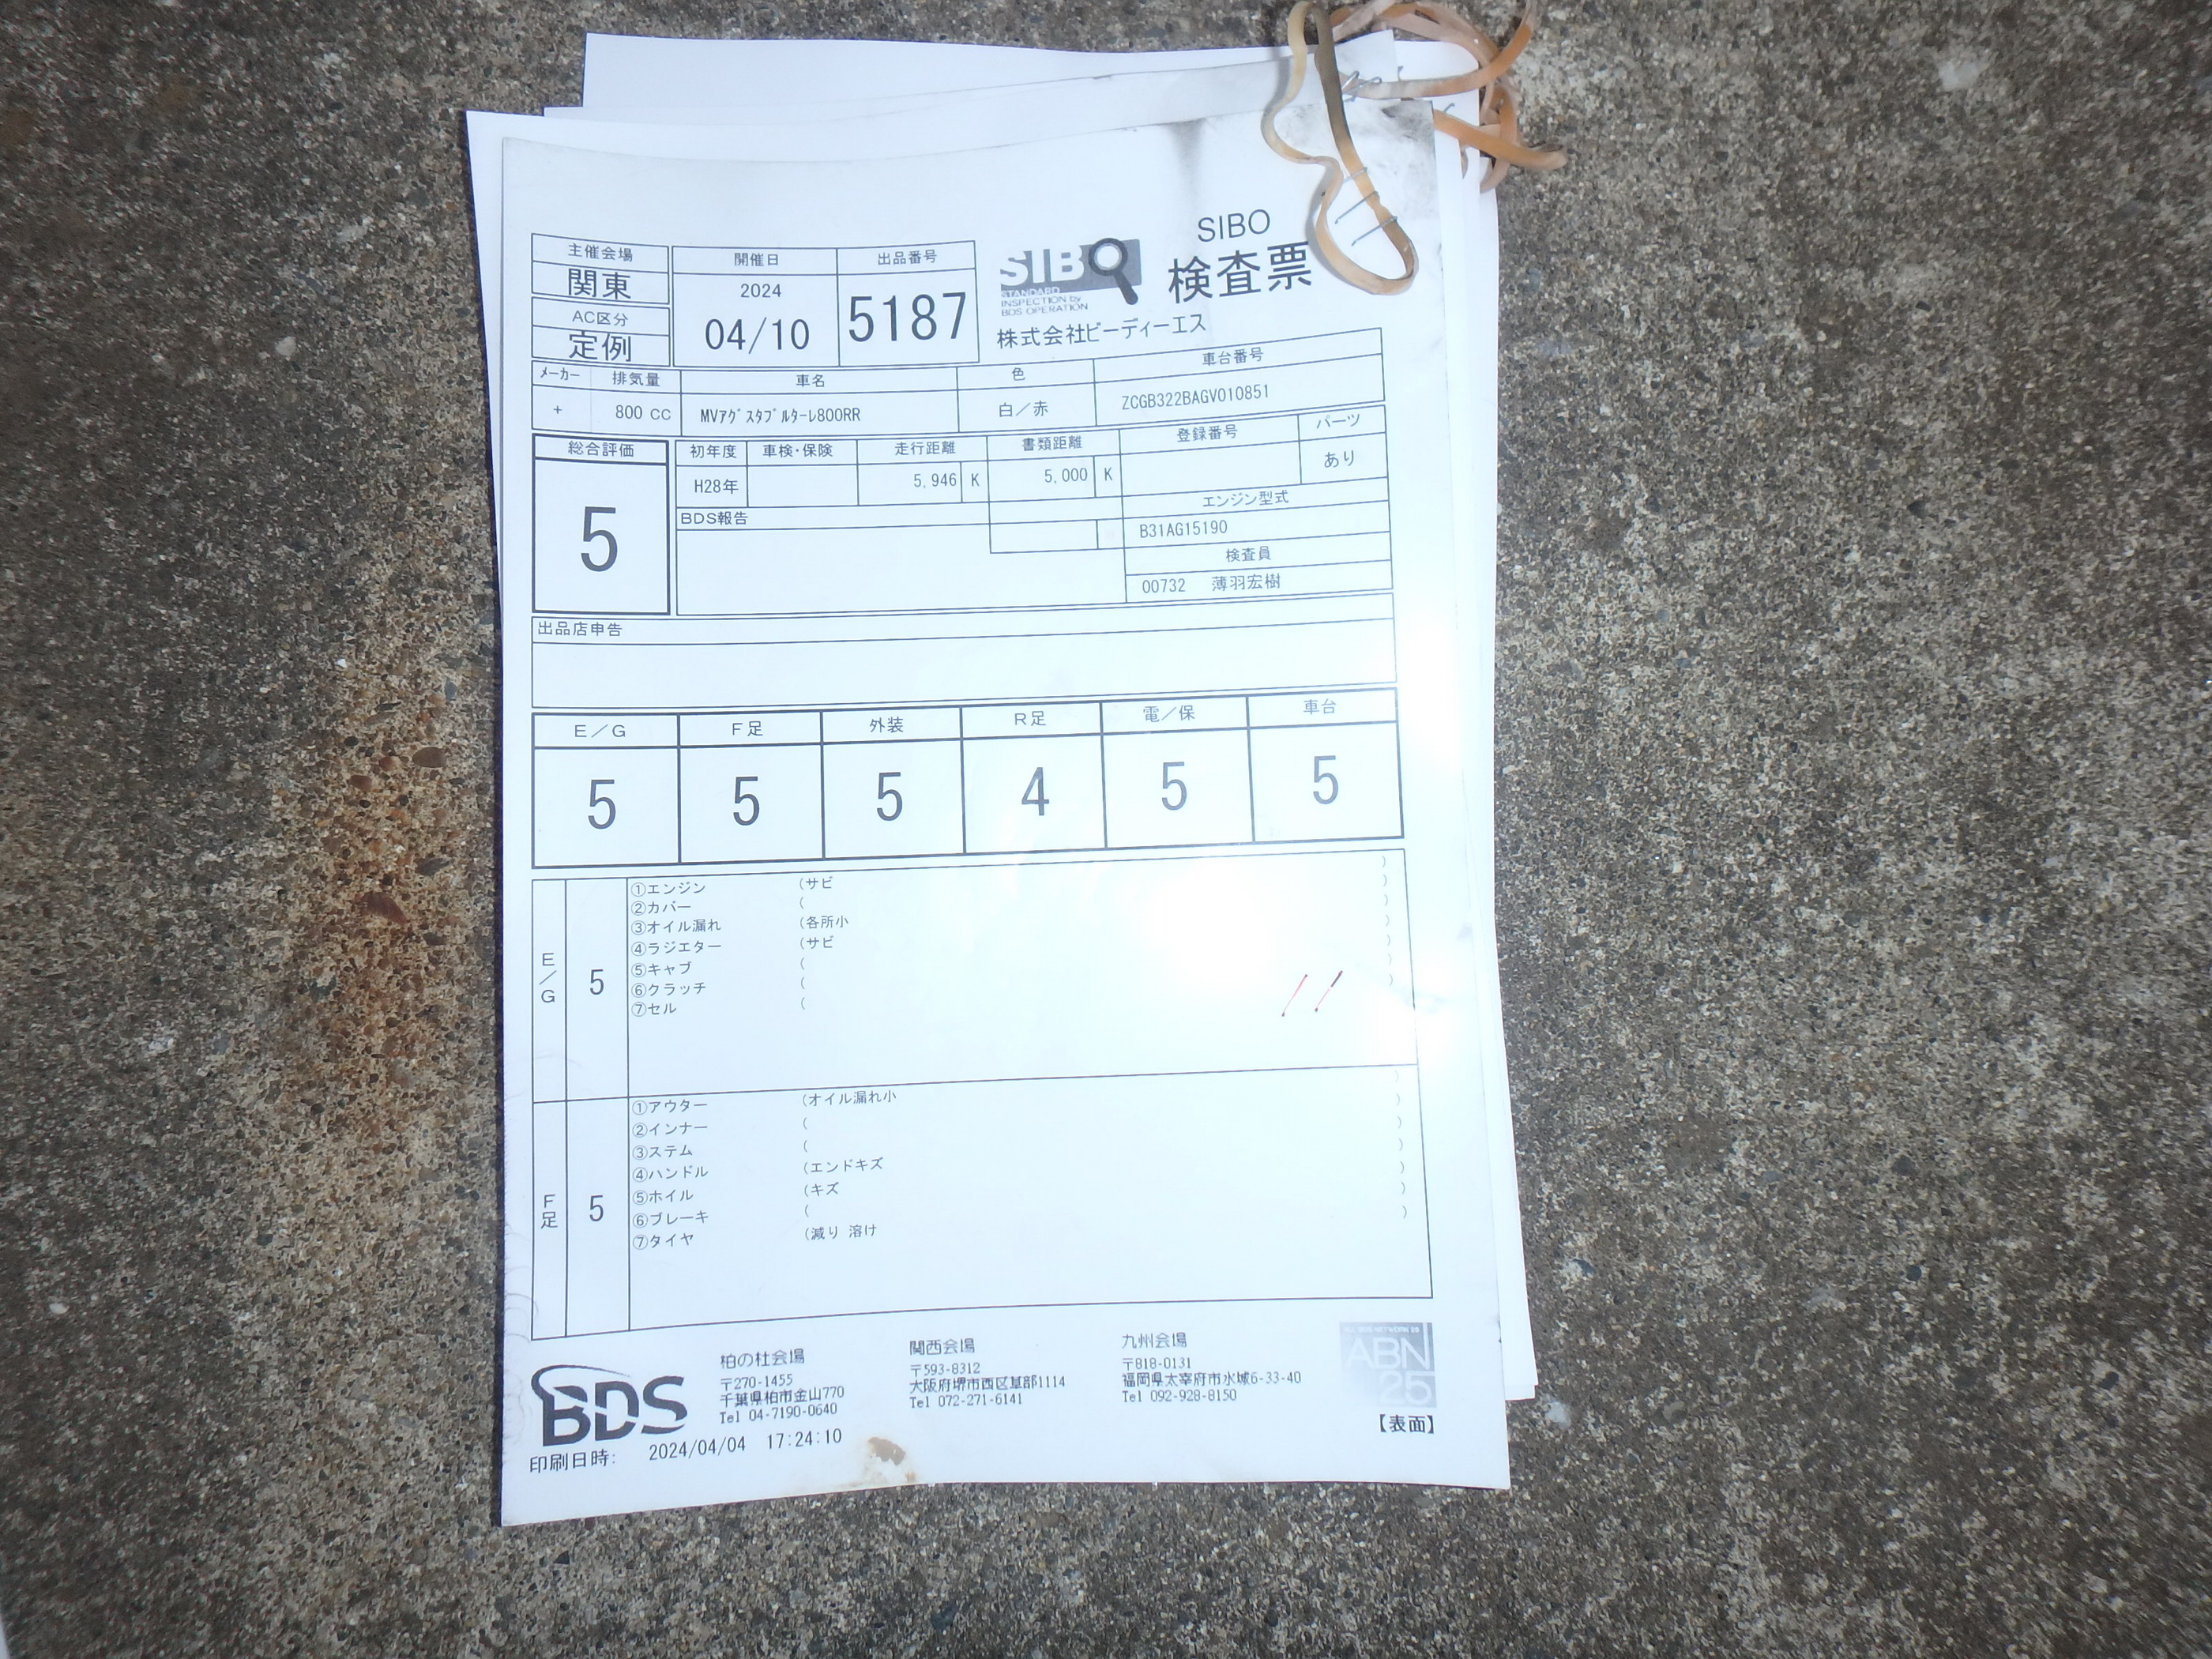 SIBO
主催会場 開催日 出品番号
関東 2024
04/10 5187
AC区分
定例
SIBO
STANDARD
INSPECTION by
BDS OPERATION
検査票
株式会社ビーディーエス
メーカー 排気量 車名 色 車台番号
+ 800 CC MVアグスタブルターレ800RR 白/赤 ZCGB322BAGV010851
総合評価 初年度 車検・保険 走行距離 書類距離 登録番号 パーツ
5 H28年 5,946 K 5,000 K あり
BDS報告 エンジン型式
B31AG15190
検査員
00732 薄羽宏樹
出品店申告
E/G F足 外装 R足 電/保 車台
5 5 5 4 5 5
E/G 5
①エンジン (サビ )
②カバー ( )
③オイル漏れ (各所小 )
④ラジエター (サビ )
⑤キャブ ( )
⑥クラッチ ( )
⑦セル ( )
F足 5
①アウター (オイル漏れ小 )
②インナー ( )
③ステム ( )
④ハンドル (エンドキズ )
⑤ホイル (キズ )
⑥ブレーキ ( )
⑦タイヤ (減り 溶け )
BDS
柏の杜会場
〒270-1455
千葉県柏市金山770
Tel 04-7190-0640
関西会場
〒593-8312
大阪府堺市西区草部1114
Tel 072-271-6141
九州会場
〒818-0131
福岡県太宰府市水城6-33-40
Tel 092-928-8150
ABN
25
【表面】
印刷日時: 2024/04/04 17:24:10